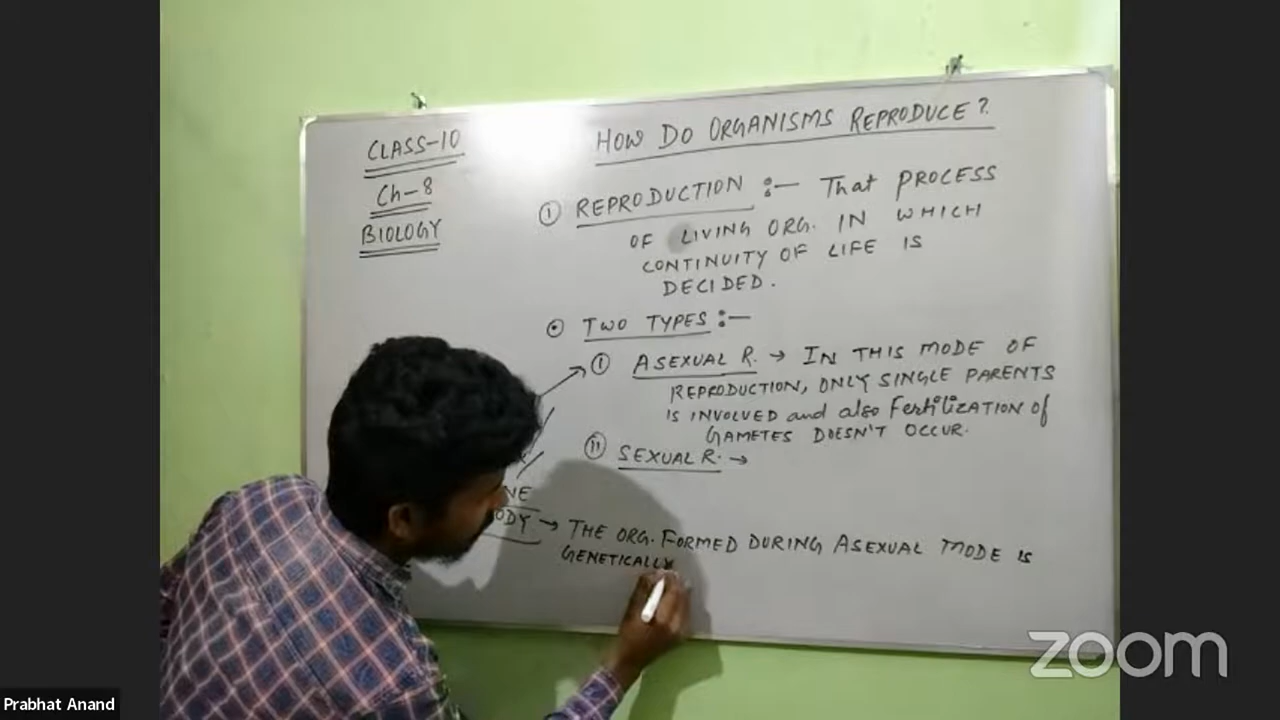 CLASS-10
Ch-8
BIOLOGY
HOW DO ORGANISMS REPRODUCE?
① REPRODUCTION :— That PROCESS
OF LIVING ORG. IN WHICH
CONTINUITY OF LIFE IS
DECIDED.
⊙ TWO TYPES :—
(i) ASEXUAL R. → IN THIS MODE OF
REPRODUCTION, ONLY SINGLE PARENTS
IS INVOLVED and also Fertilization of
GAMETES DOESN'T OCCUR.
(ii) SEXUAL R. →
→ THE ORG. FORMED DURING ASEXUAL MODE IS
GENETICALLY
zoom
Prabhat Anand